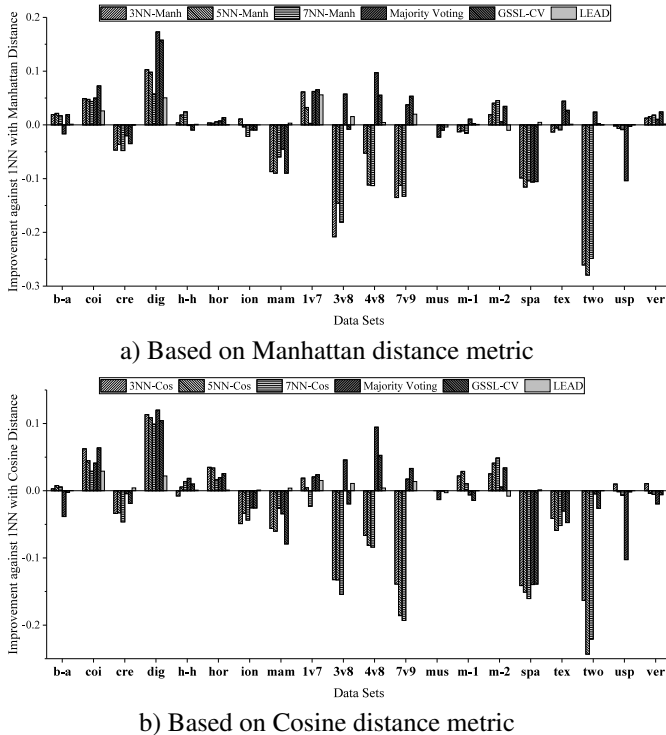 3NN-Manh 5NN-Manh 7NN-Manh Majority Voting GSSL-CV LEAD
Improvement against 1NN with Manhattan Distance
0.2
0.1
0.0
-0.1
-0.2
-0.3
b-a coi cre dig h-h hor ion mam 1v7 3v8 4v8 7v9 mus m-1 m-2 spa tex two usp ver
Data Sets
a) Based on Manhattan distance metric
3NN-Cos 5NN-Cos 7NN-Cos Majority Voting GSSL-CV LEAD
Improvement against 1NN with Cosine Distance
0.1
0.0
-0.1
-0.2
b-a coi cre dig h-h hor ion mam 1v7 3v8 4v8 7v9 mus m-1 m-2 spa tex two usp ver
Data Sets
b) Based on Cosine distance metric